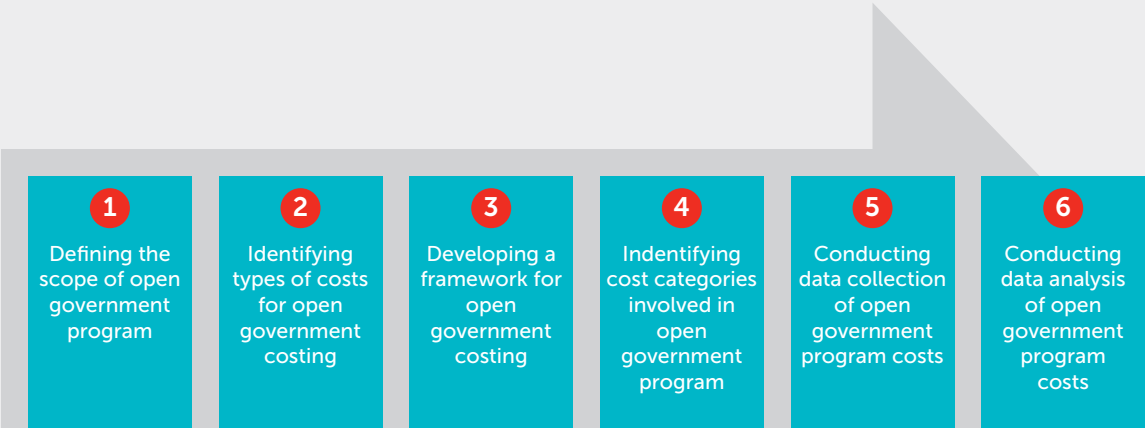 1
Defining the
scope of open
government
program
2
Identifying
types of costs
for open
government
costing
3
Developing a
framework for
open
government
costing
4
Indentifying
cost categories
involved in
open
government
program
5
Conducting
data collection
of open
government
program costs
6
Conducting
data analysis
of open
government
program
costs